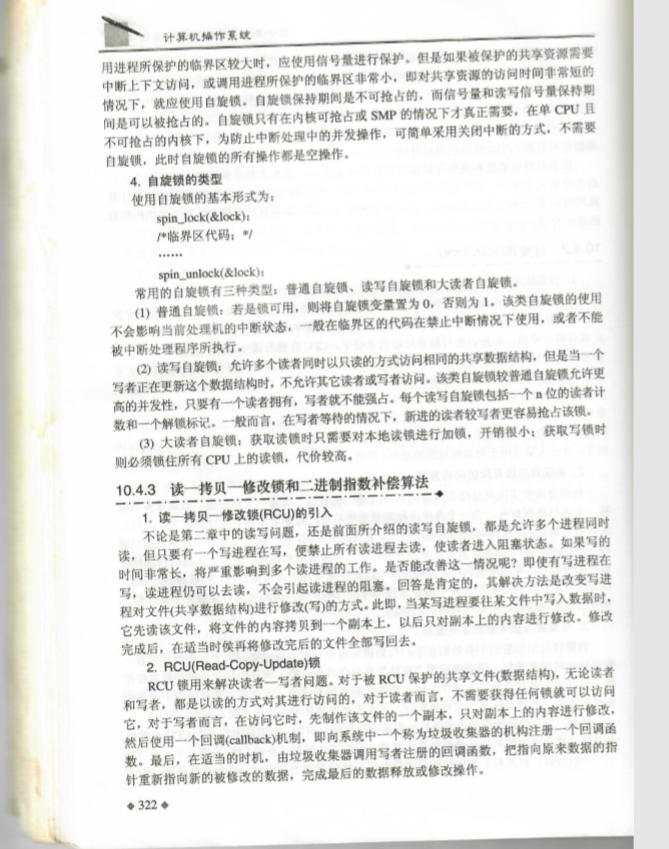 计算机操作系统
用进程所保护的临界区较大时，应使用信号量进行保护。但是如果被保护的共享资源需要
中断上下文访问，或调用进程所保护的临界区非常小，即对共享资源的访问时间非常短的
情况下，就应使用自旋锁。自旋锁保持期间是不可抢占的，而信号量和读写信号量保持期
间是可以被抢占的。自旋锁只有在内核可抢占或 SMP 的情况下才真正需要，在单 CPU 且
不可抢占的内核下，为防止中断处理中的并发操作，可简单采用关闭中断的方式，不需要
自旋锁，此时自旋锁的所有操作都是空操作。
4. 自旋锁的类型
使用自旋锁的基本形式为：
spin_lock(&lock);
/*临界区代码；*/
……
spin_unlock(&lock);
常用的自旋锁有三种类型：普通自旋锁、读写自旋锁和大读者自旋锁。
(1) 普通自旋锁：若是锁可用，则将自旋锁变量置为 0，否则为 1。该类自旋锁的使用
不会影响当前处理机的中断状态，一般在临界区的代码在禁止中断情况下使用，或者不能
被中断处理程序所执行。
(2) 读写自旋锁：允许多个读者同时以只读的方式访问相同的共享数据结构，但是当一个
写者正在更新这个数据结构时，不允许其它读者或写者访问。该类自旋锁较普通自旋锁允许更
高的并发性，只要有一个读者拥有，写者就不能强占。每个读写自旋锁包括一个 n 位的读者计
数和一个解锁标记。一般而言，在写者等待的情况下，新进的读者较写者更容易抢占该锁。
(3) 大读者自旋锁：获取读锁时只需要对本地读锁进行加锁，开销很小；获取写锁时
则必须锁住所有 CPU 上的读锁，代价较高。
10.4.3 读—拷贝—修改锁和二进制指数补偿算法
1. 读—拷贝—修改锁(RCU)的引入
不论是第二章中的读写问题，还是前面所介绍的读写自旋锁，都是允许多个进程同时
读，但只要有一个写进程在写，便禁止所有读进程去读，使读者进入阻塞状态。如果写的
时间非常长，将严重影响到多个读进程的工作。是否能改善这一情况呢？即使有写进程在
写，读进程仍可以去读，不会引起读进程的阻塞。回答是肯定的，其解决方法是改变写进
程对文件(共享数据结构)进行修改(写)的方式。此即，当某写进程要往某文件中写入数据时，
它先读该文件，将文件的内容拷贝到一个副本上，以后只对副本上的内容进行修改。修改
完成后，在适当时候再将修改完后的文件全部写回去。
2. RCU(Read-Copy-Update)锁
RCU 锁用来解决读者—写者问题。对于被 RCU 保护的共享文件(数据结构)，无论读者
和写者，都是以读的方式对其进行访问的，对于读者而言，不需要获得任何锁就可以访问
它，对于写者而言，在访问它时，先制作该文件的一个副本，只对副本上的内容进行修改，
然后使用一个回调(callback)机制，即向系统中一个称为垃圾收集器的机构注册一个回调函
数。最后，在适当的时机，由垃圾收集器调用写者注册的回调函数，把指向原来数据的指
针重新指向新的被修改的数据，完成最后的数据释放或修改操作。
◆ 322 ◆